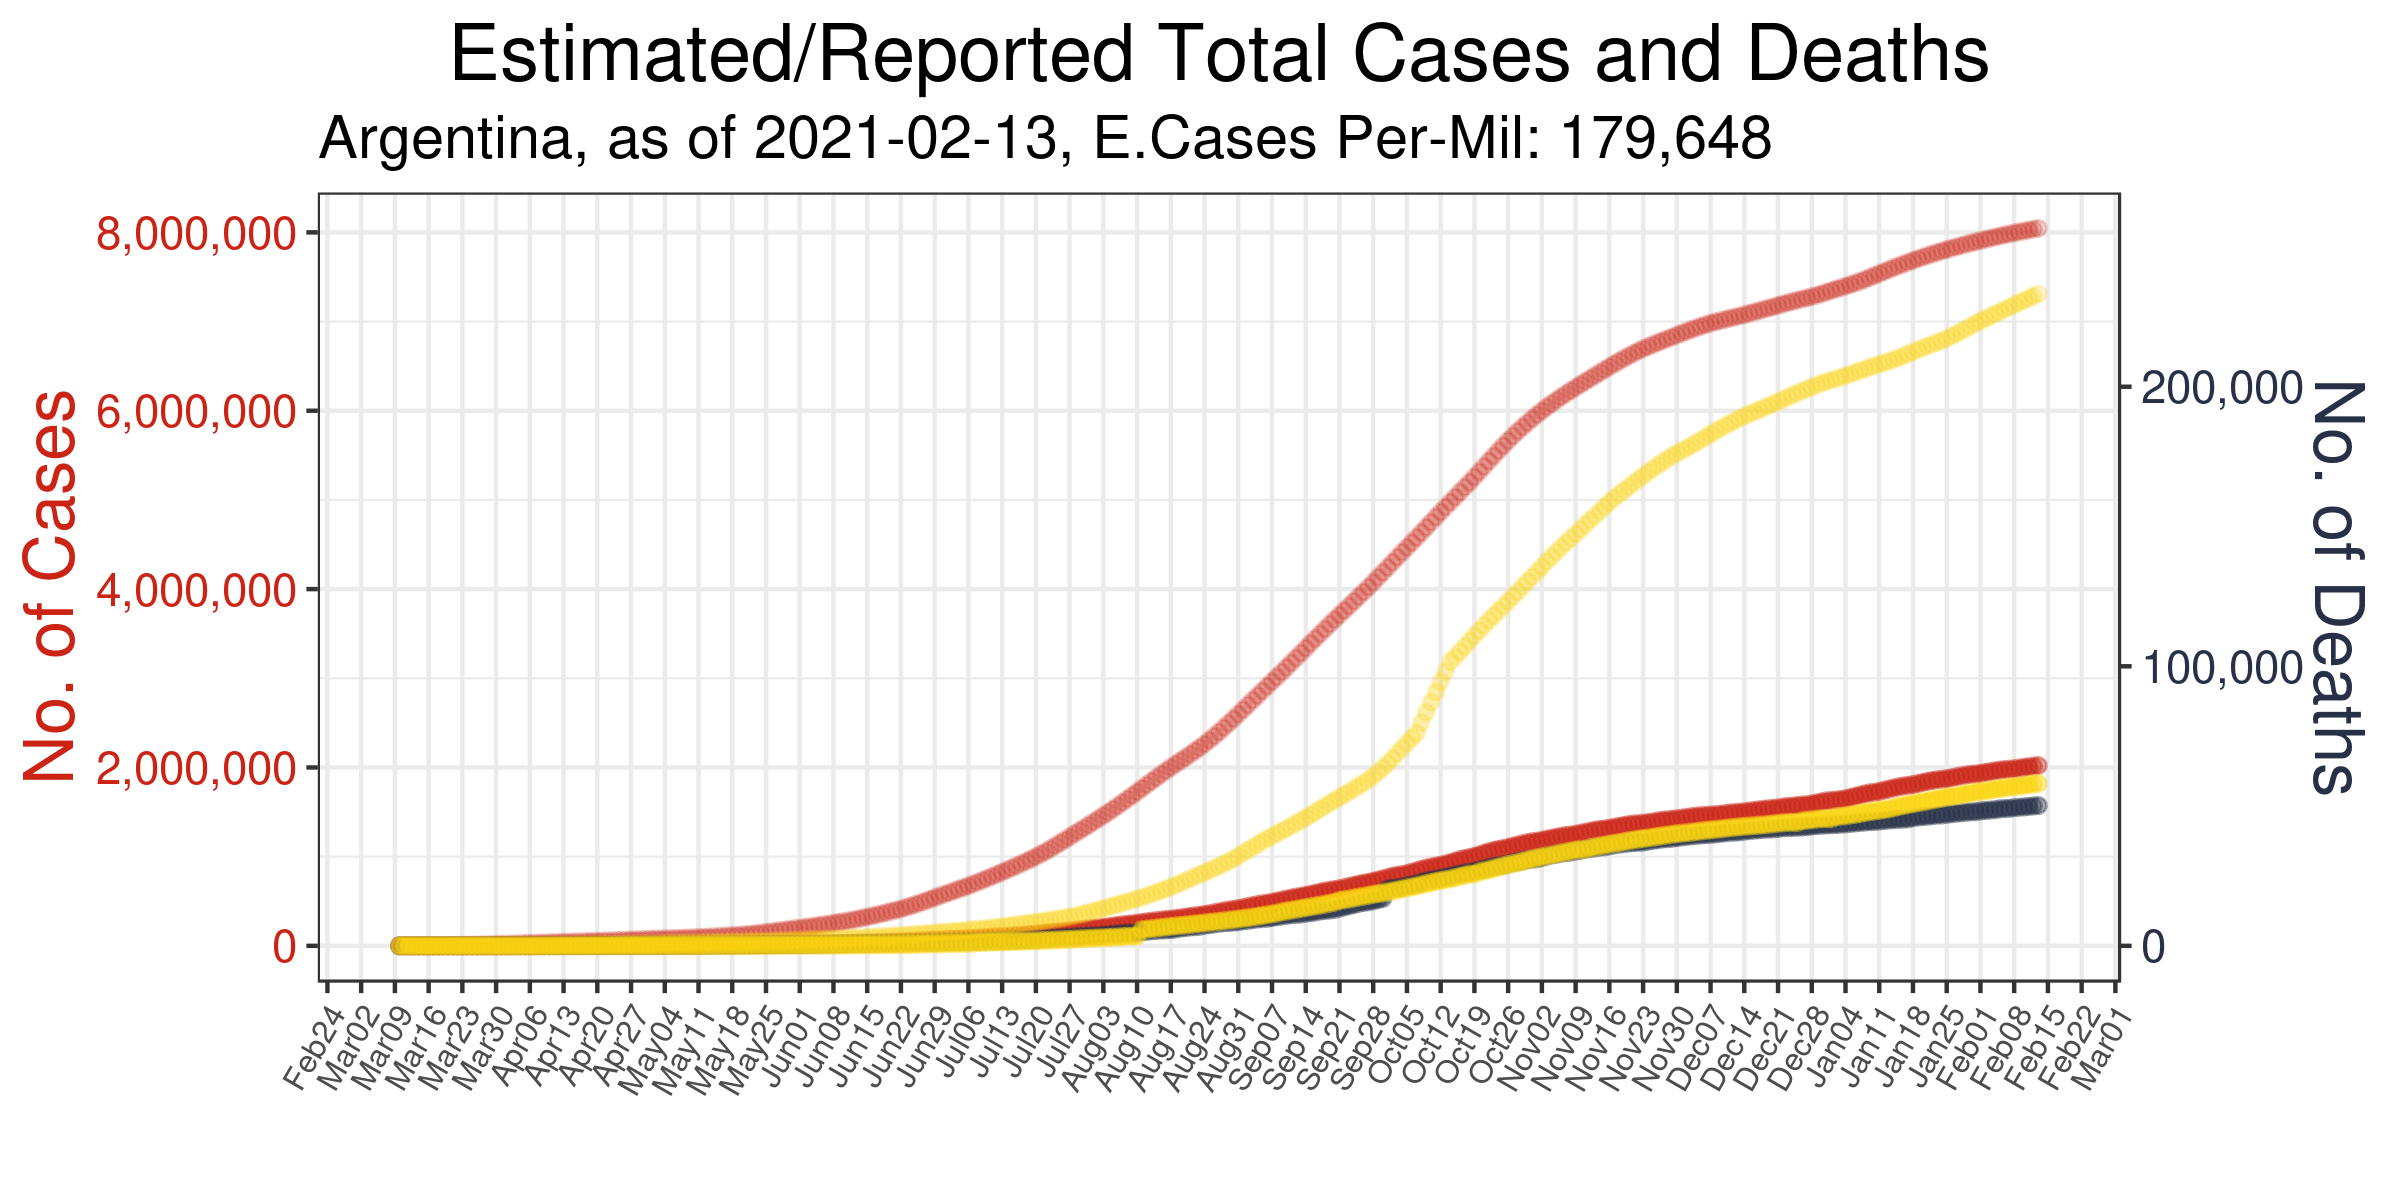 Estimated/Reported Total Cases and Deaths
Argentina, as of 2021-02-13, E.Cases Per-Mil: 179,648
No. of Cases
8,000,000
6,000,000
4,000,000
2,000,000
0
200,000
100,000
0
No. of Deaths
Feb24
Mar02
Mar09
Mar16
Mar23
Mar30
Apr06
Apr13
Apr20
Apr27
May04
May11
May18
May25
Jun01
Jun08
Jun15
Jun22
Jun29
Jul06
Jul13
Jul20
Jul27
Aug03
Aug10
Aug17
Aug24
Aug31
Sep07
Sep14
Sep21
Sep28
Oct05
Oct12
Oct19
Oct26
Nov02
Nov09
Nov16
Nov23
Nov30
Dec07
Dec14
Dec21
Dec28
Jan04
Jan11
Jan18
Jan25
Feb01
Feb08
Feb15
Feb22
Mar01